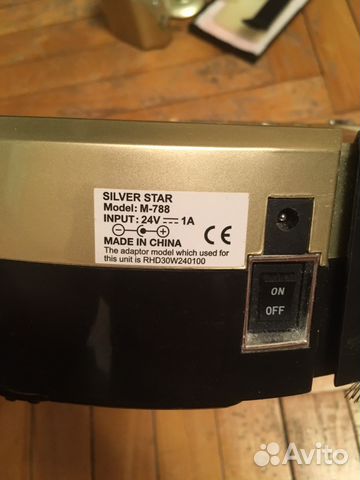 SILVER STAR
Model: M-788
INPUT: 24V⎓1A
MADE IN CHINA
CE
The adaptor model which used for
this unit is RHD30W240100
ON
OFF
Avito